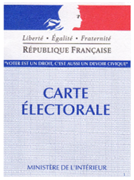 Liberté • Égalité • Fraternité
RÉPUBLIQUE FRANÇAISE
"VOTER EST UN DROIT, C'EST AUSSI UN DEVOIR CIVIQUE"
CARTE
ÉLECTORALE
MINISTÈRE DE L'INTÉRIEUR